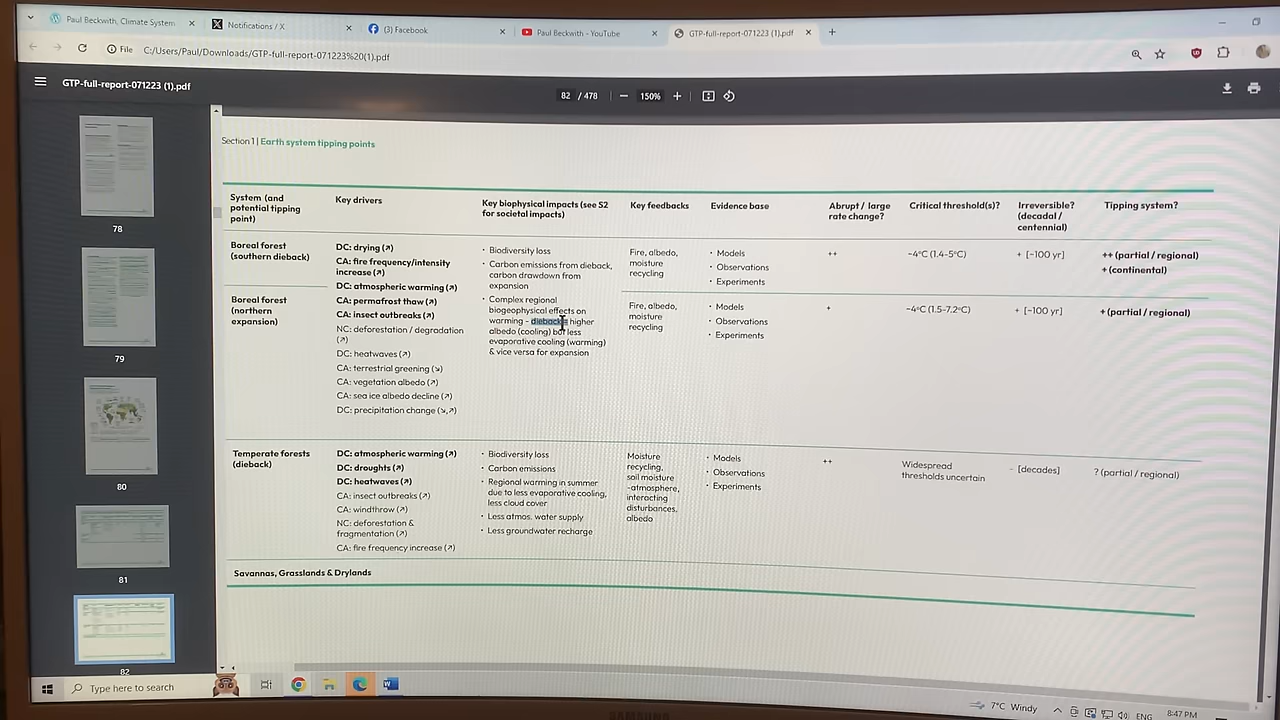 Paul Beckwith, Climate System
Notifications / X
(3) Facebook
Paul Beckwith - YouTube
GTP-full-report-071223 (1).pdf
File
C:/Users/Paul/Downloads/GTP-full-report-071223%20(1).pdf
GTP-full-report-071223 (1).pdf
82 / 478
150%
78
79
80
81
82
Section 1 | Earth system tipping points
System (and
potential tipping
point)
Key drivers
Key biophysical impacts (see S2
for societal impacts)
Key feedbacks
Evidence base
Abrupt / large
rate change?
Critical threshold(s)?
Irreversible?
(decadal /
centennial)
Tipping system?
Boreal forest
(southern dieback)
Boreal forest
(northern
expansion)
DC: drying (↗)
CA: fire frequency/intensity
increase (↗)
DC: atmospheric warming (↗)
CA: permafrost thaw (↗)
CA: insect outbreaks (↗)
NC: deforestation / degradation
(↗)
DC: heatwaves (↗)
CA: terrestrial greening (↘)
CA: vegetation albedo (↗)
CA: sea ice albedo decline (↗)
DC: precipitation change (↘,↗)
• Biodiversity loss
• Carbon emissions from dieback,
carbon drawdown from
expansion
• Complex regional
biogeophysical effects on
warming - dieback= higher
albedo (cooling) but less
evaporative cooling (warming)
& vice versa for expansion
Fire, albedo,
moisture
recycling
• Models
• Observations
• Experiments
++
~4°C (1.4-5°C)
+ [~100 yr]
++ (partial / regional)
+ (continental)
Fire, albedo,
moisture
recycling
• Models
• Observations
• Experiments
+
~4°C (1.5-7.2°C)
+ [~100 yr]
+ (partial / regional)
Temperate forests
(dieback)
DC: atmospheric warming (↗)
DC: droughts (↗)
DC: heatwaves (↗)
CA: insect outbreaks (↗)
CA: windthrow (↗)
NC: deforestation &
fragmentation (↗)
CA: fire frequency increase (↗)
• Biodiversity loss
• Carbon emissions
• Regional warming in summer
due to less evaporative cooling,
less cloud cover
• Less atmos. water supply
• Less groundwater recharge
Moisture
recycling,
soil moisture
-atmosphere,
interacting
disturbances,
albedo
• Models
• Observations
• Experiments
++
Widespread
thresholds uncertain
- [decades]
? (partial / regional)
Savannas, Grasslands & Drylands
Type here to search
7°C Windy
ENG
8:47 PM
SAMSUNG